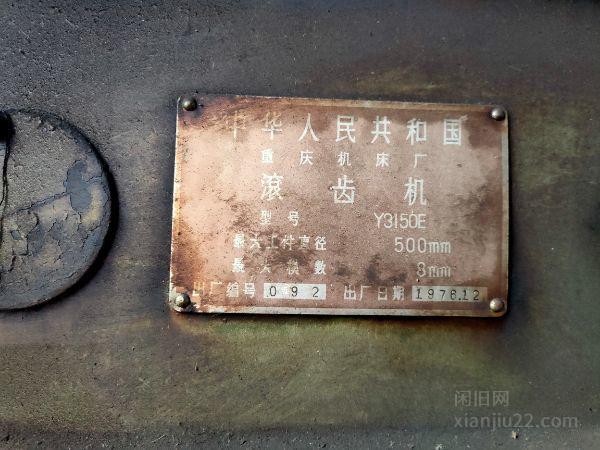 中华人民共和国
重庆机床厂
滚齿机
型号 Y3150E
最大工件直径 500mm
最大模数 8mm
出厂编号 092 出厂日期 1976.12
闲旧网
xianjiu22.com